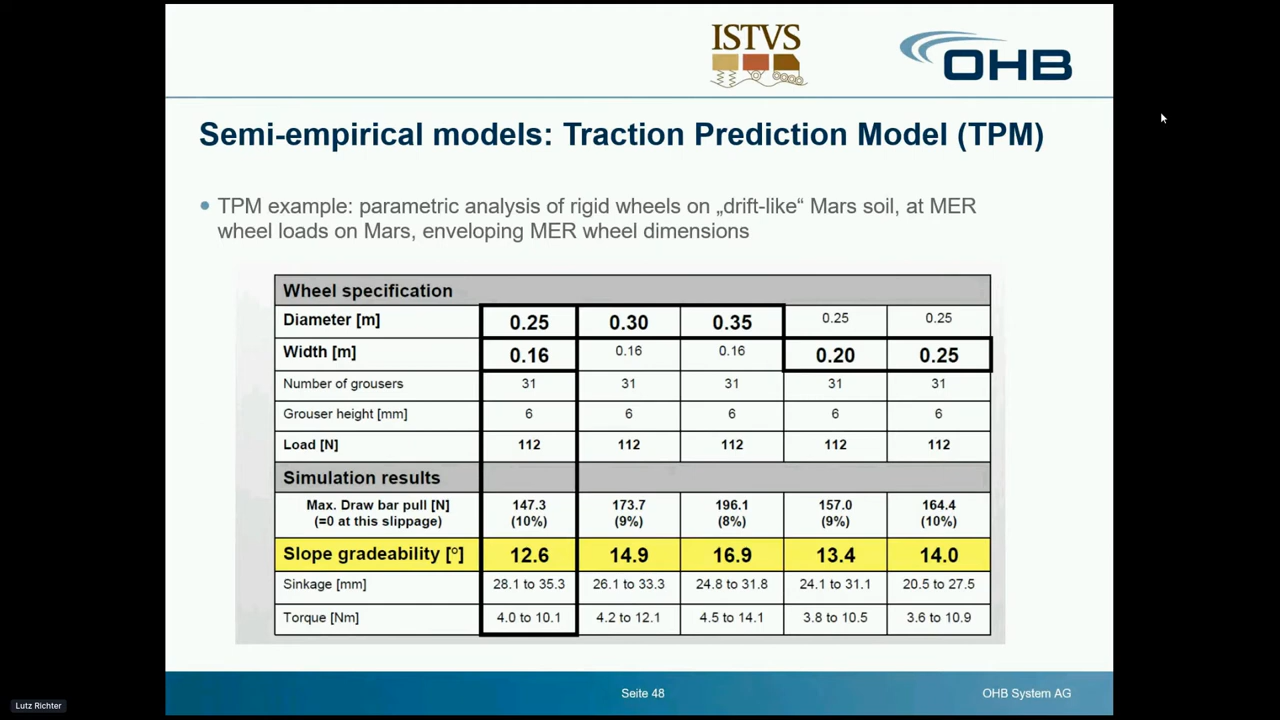 ISTVS
OHB
Semi-empirical models: Traction Prediction Model (TPM)
• TPM example: parametric analysis of rigid wheels on „drift-like“ Mars soil, at MER
wheel loads on Mars, enveloping MER wheel dimensions
Wheel specification
Diameter [m] 0.25 0.30 0.35 0.25 0.25
Width [m] 0.16 0.16 0.16 0.20 0.25
Number of grousers 31 31 31 31 31
Grouser height [mm] 6 6 6 6 6
Load [N] 112 112 112 112 112
Simulation results
Max. Draw bar pull [N] 147.3 173.7 196.1 157.0 164.4
(=0 at this slippage) (10%) (9%) (8%) (9%) (10%)
Slope gradeability [°] 12.6 14.9 16.9 13.4 14.0
Sinkage [mm] 28.1 to 35.3 26.1 to 33.3 24.8 to 31.8 24.1 to 31.1 20.5 to 27.5
Torque [Nm] 4.0 to 10.1 4.2 to 12.1 4.5 to 14.1 3.8 to 10.5 3.6 to 10.9
Seite 48 OHB System AG
Lutz Richter